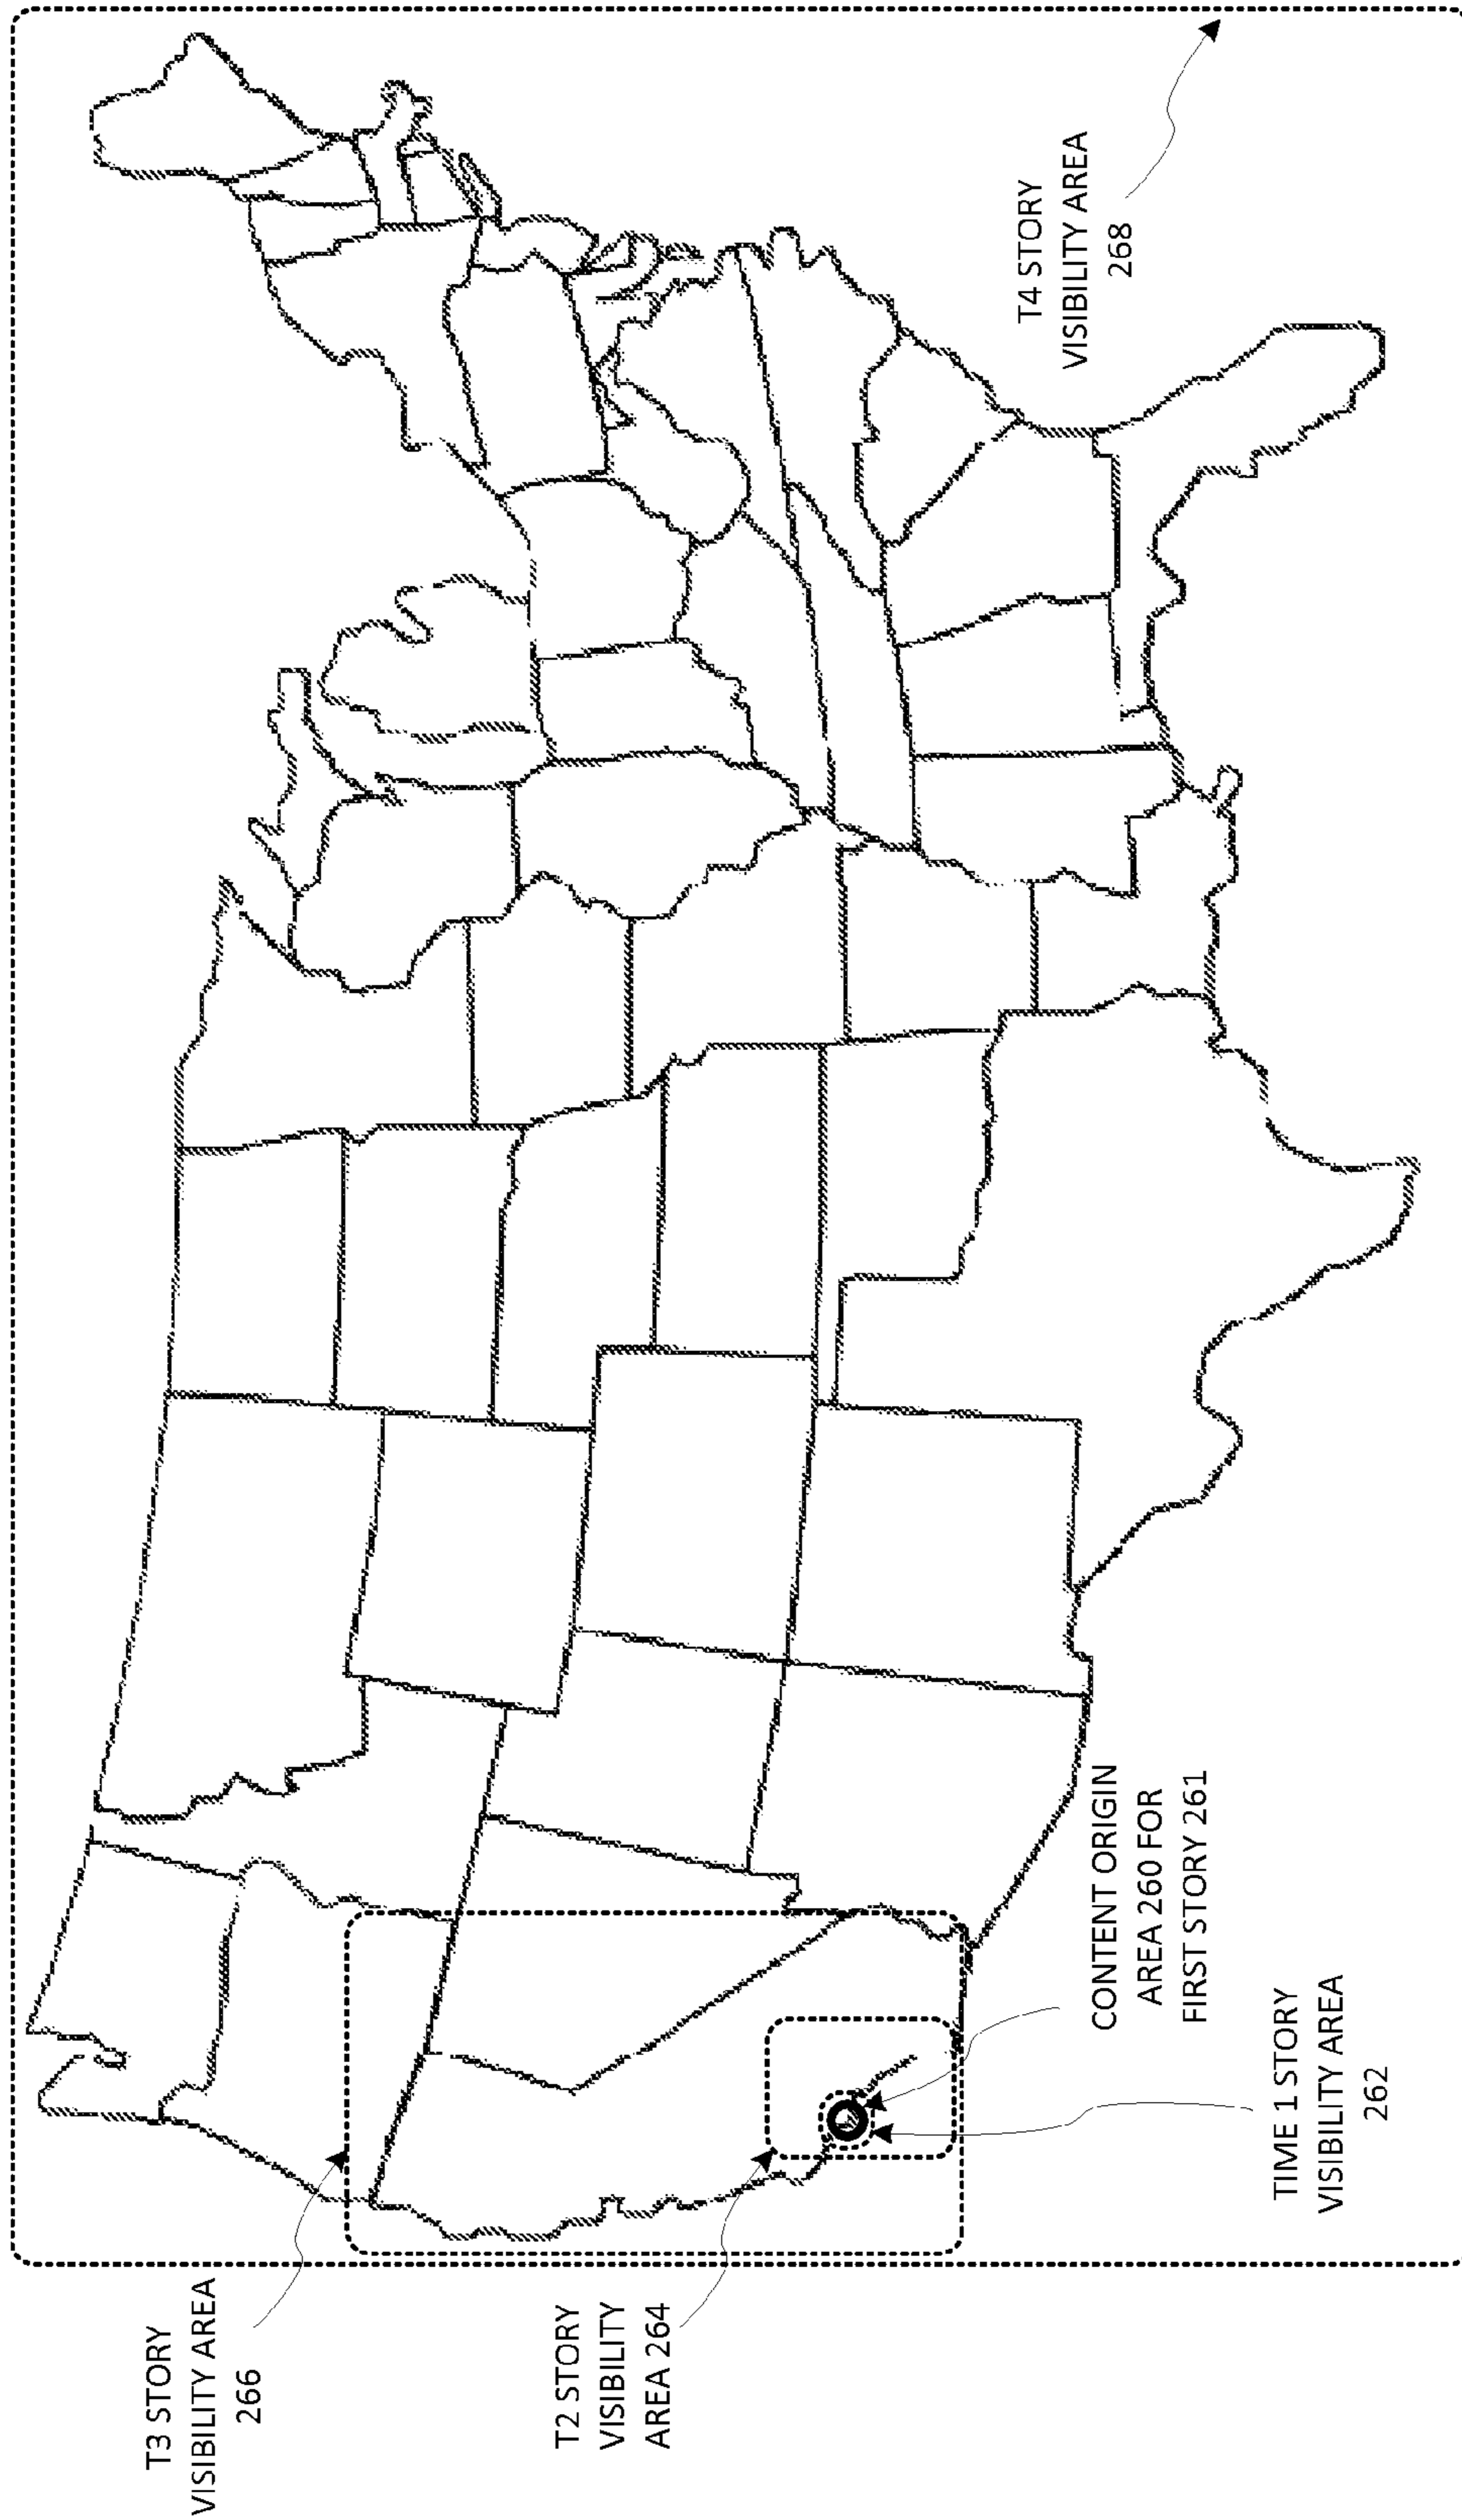 T3 STORY
VISIBILITY AREA
266
T2 STORY
VISIBILITY
AREA 264
TIME 1 STORY
VISIBILITY AREA
262
CONTENT ORIGIN
AREA 260 FOR
FIRST STORY 261
T4 STORY
VISIBILITY AREA
268